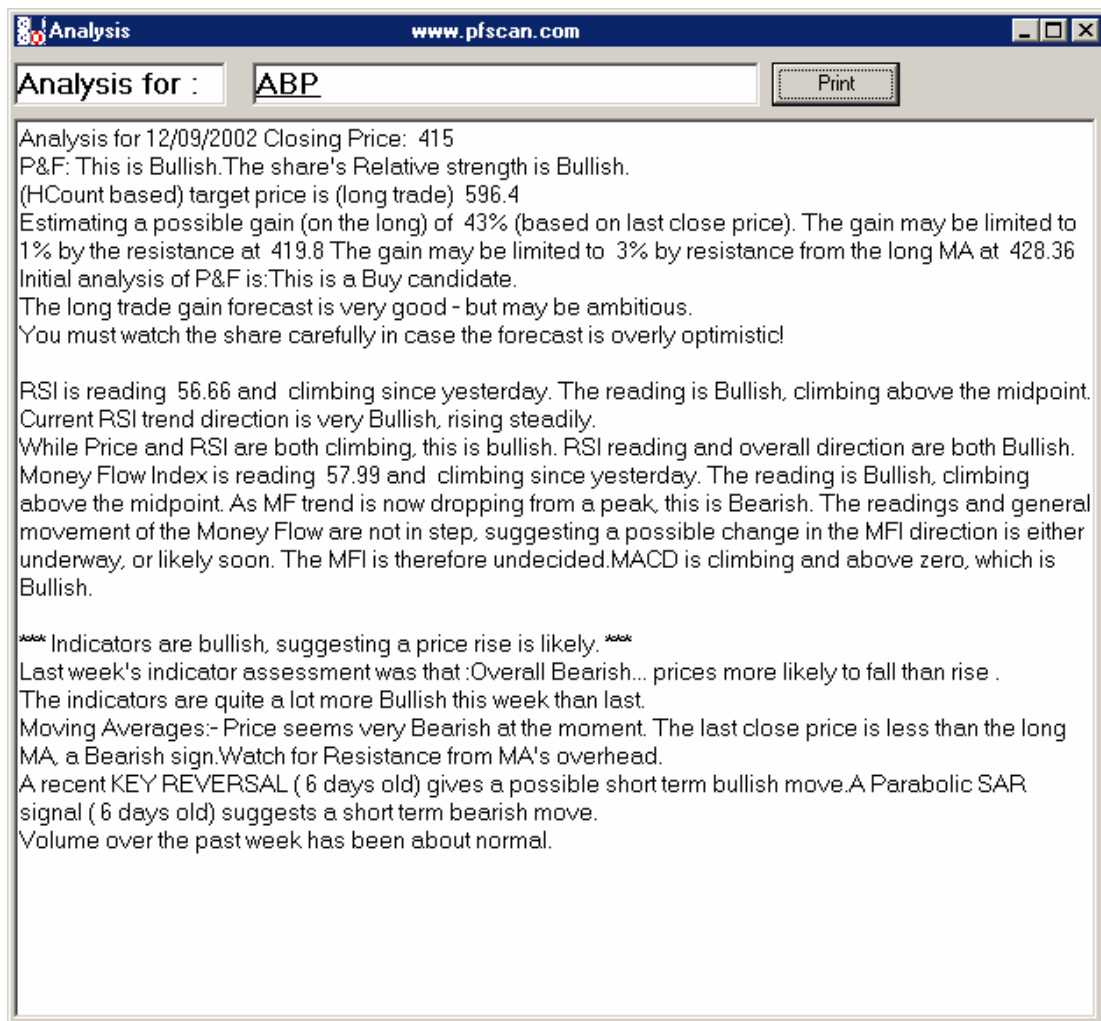 Analysis www.pfscan.com
Analysis for : ABP Print
Analysis for 12/09/2002 Closing Price:  415
P&F: This is Bullish.The share's Relative strength is Bullish.
(HCount based) target price is (long trade)  596.4
Estimating a possible gain (on the long) of  43% (based on last close price). The gain may be limited to
1% by the resistance at  419.8 The gain may be limited to  3% by resistance from the long MA at  428.36
Initial analysis of P&F is:This is a Buy candidate.
The long trade gain forecast is very good - but may be ambitious.
You must watch the share carefully in case the forecast is overly optimistic!
RSI is reading  56.66 and  climbing since yesterday. The reading is Bullish, climbing above the midpoint.
Current RSI trend direction is very Bullish, rising steadily.
While Price and RSI are both climbing, this is bullish. RSI reading and overall direction are both Bullish.
Money Flow Index is reading  57.99 and  climbing since yesterday. The reading is Bullish, climbing
above the midpoint. As MF trend is now dropping from a peak, this is Bearish. The readings and general
movement of the Money Flow are not in step, suggesting a possible change in the MFI direction is either
underway, or likely soon. The MFI is therefore undecided.MACD is climbing and above zero, which is
Bullish.
*** Indicators are bullish, suggesting a price rise is likely. ***
Last week's indicator assessment was that :Overall Bearish... prices more likely to fall than rise .
The indicators are quite a lot more Bullish this week than last.
Moving Averages:- Price seems very Bearish at the moment. The last close price is less than the long
MA, a Bearish sign.Watch for Resistance from MA's overhead.
A recent KEY REVERSAL ( 6 days old) gives a possible short term bullish move.A Parabolic SAR
signal ( 6 days old) suggests a short term bearish move.
Volume over the past week has been about normal.